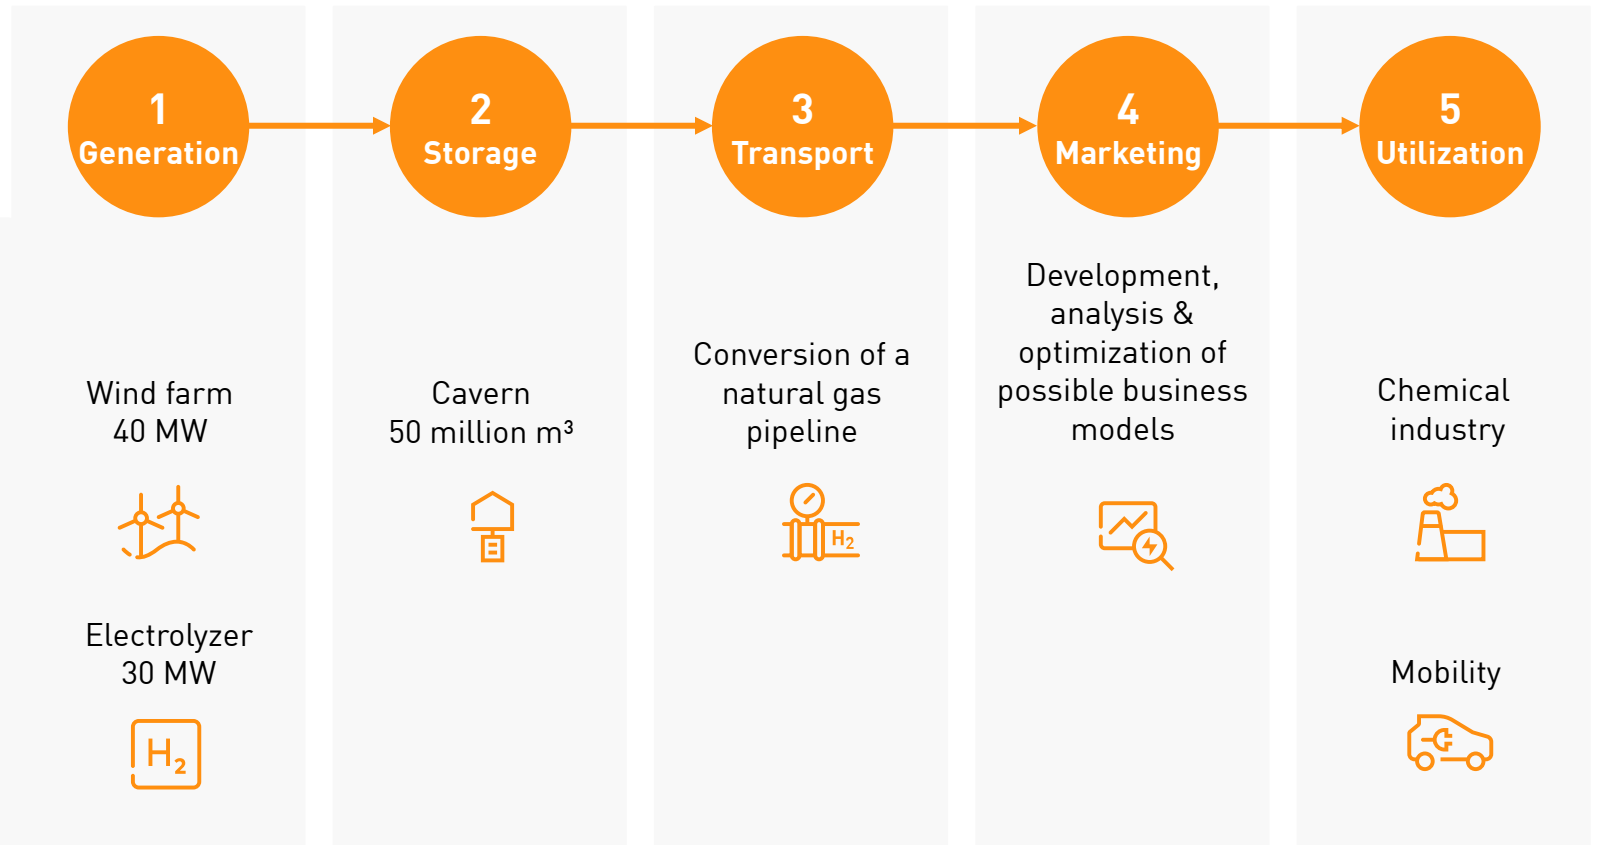 1
Generation
Wind farm
40 MW
Electrolyzer
30 MW
H₂
2
Storage
Cavern
50 million m³
3
Transport
Conversion of a
natural gas
pipeline
H₂
4
Marketing
Development,
analysis &
optimization of
possible business
models
5
Utilization
Chemical
industry
Mobility